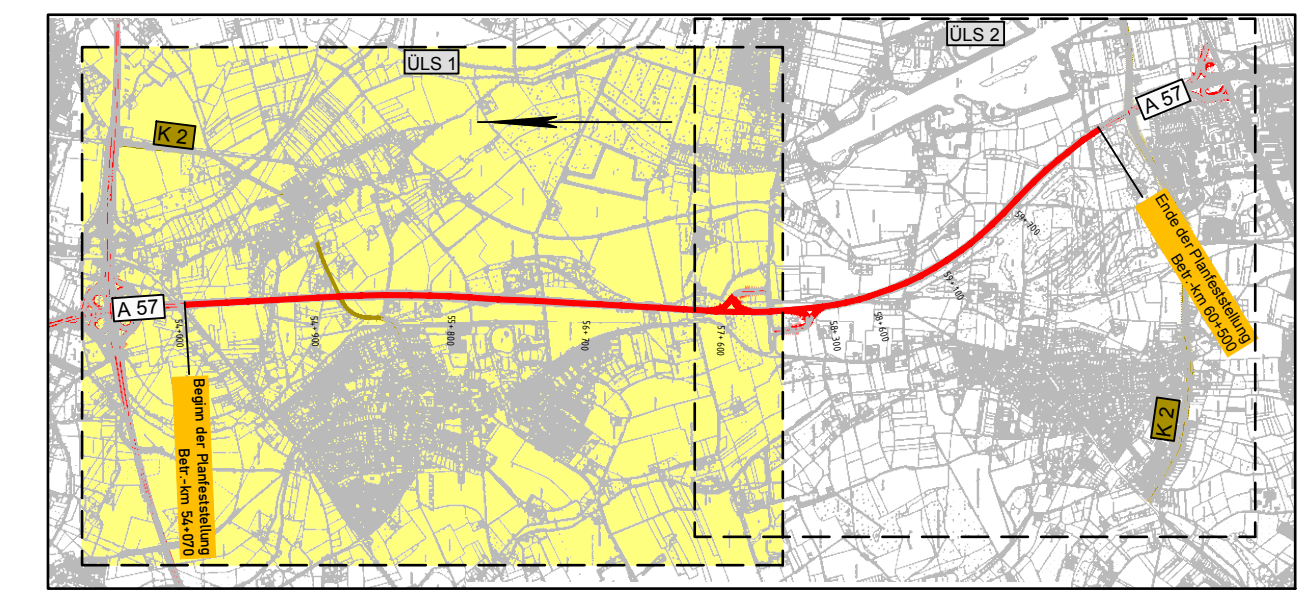 ÜLS 1
ÜLS 2
A 57
K 2
A 57
54+000
54+900
55+800
56+700
57+600
58+300
58+600
59+100
59+700
Beginn der Planfeststellung
Betr.-km 54+070
Ende der Planfeststellung
Betr.-km 60+500
K 2